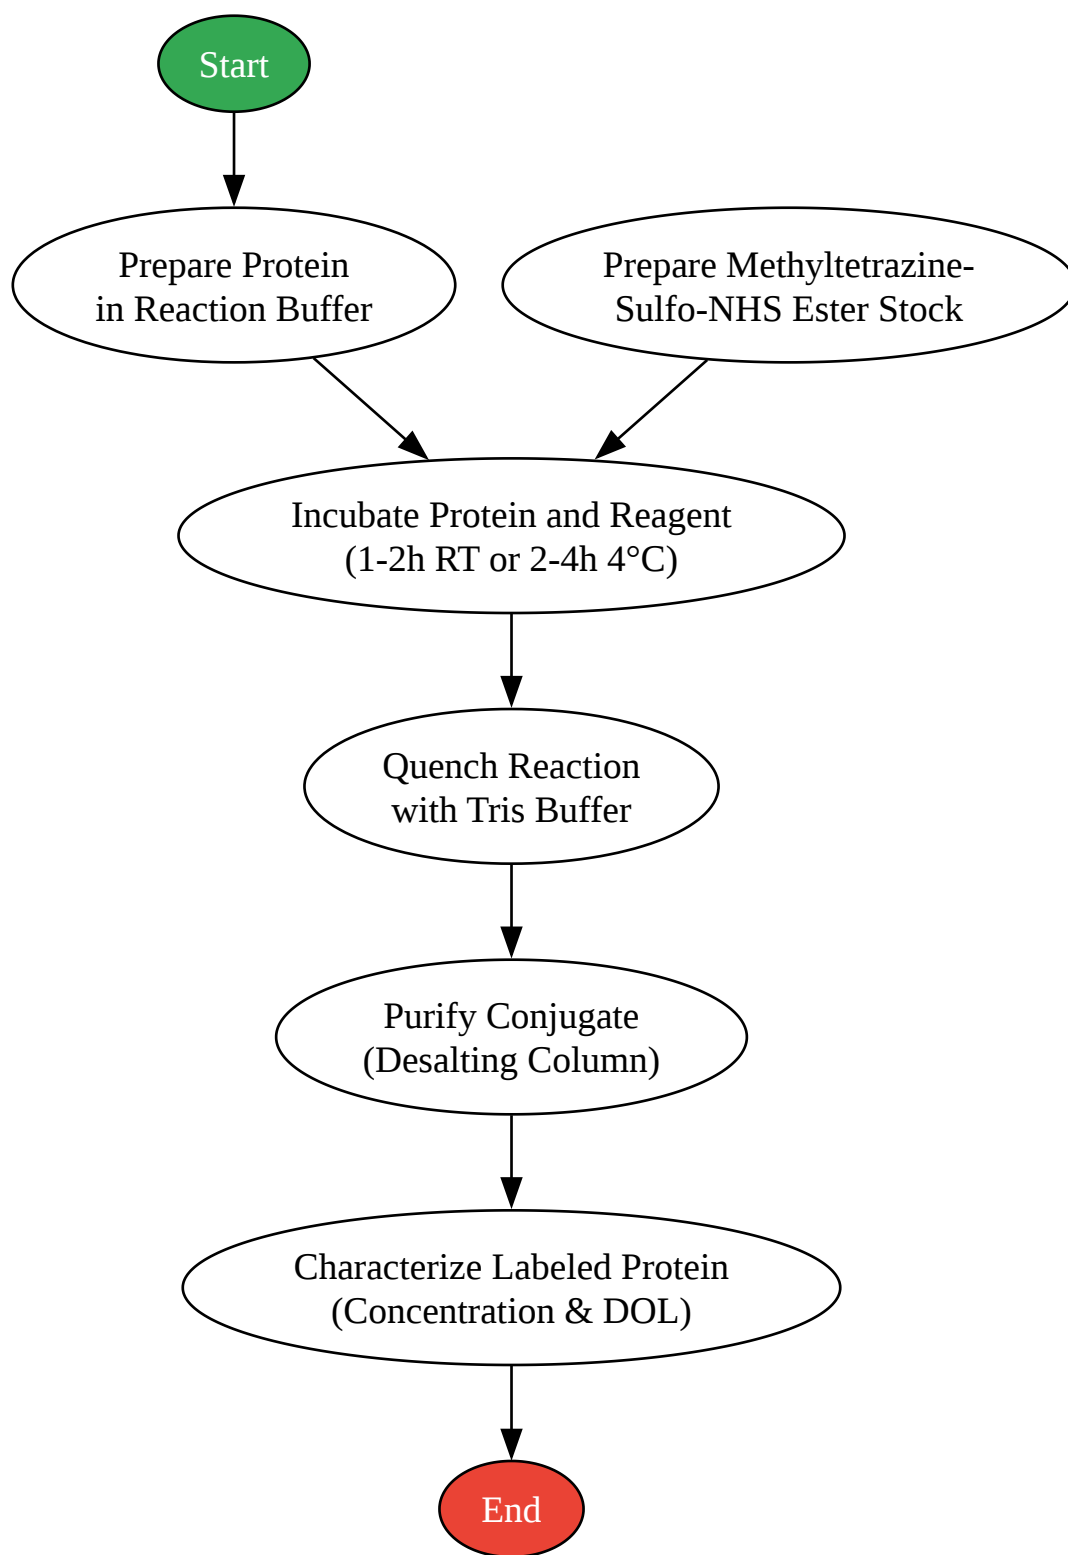 Start
Prepare Protein
in Reaction Buffer
Prepare Methyltetrazine-
Sulfo-NHS Ester Stock
Incubate Protein and Reagent
(1-2h RT or 2-4h 4°C)
Quench Reaction
with Tris Buffer
Purify Conjugate
(Desalting Column)
Characterize Labeled Protein
(Concentration & DOL)
End